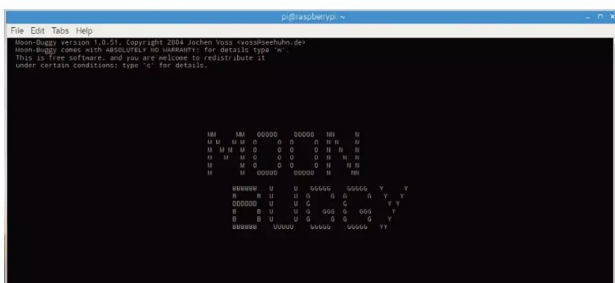 pi@raspberrypi: ~
File Edit Tabs Help
Moon-Buggy version 1.0.51, Copyright 2004 Jochen Voss <voss@seehuhn.de>
Moon-Buggy comes with ABSOLUTELY NO WARRANTY; for details type 'w'.
This is free software, and you are welcome to redistribute it
under certain conditions; type 'c' for details.
MOON
BUGGY